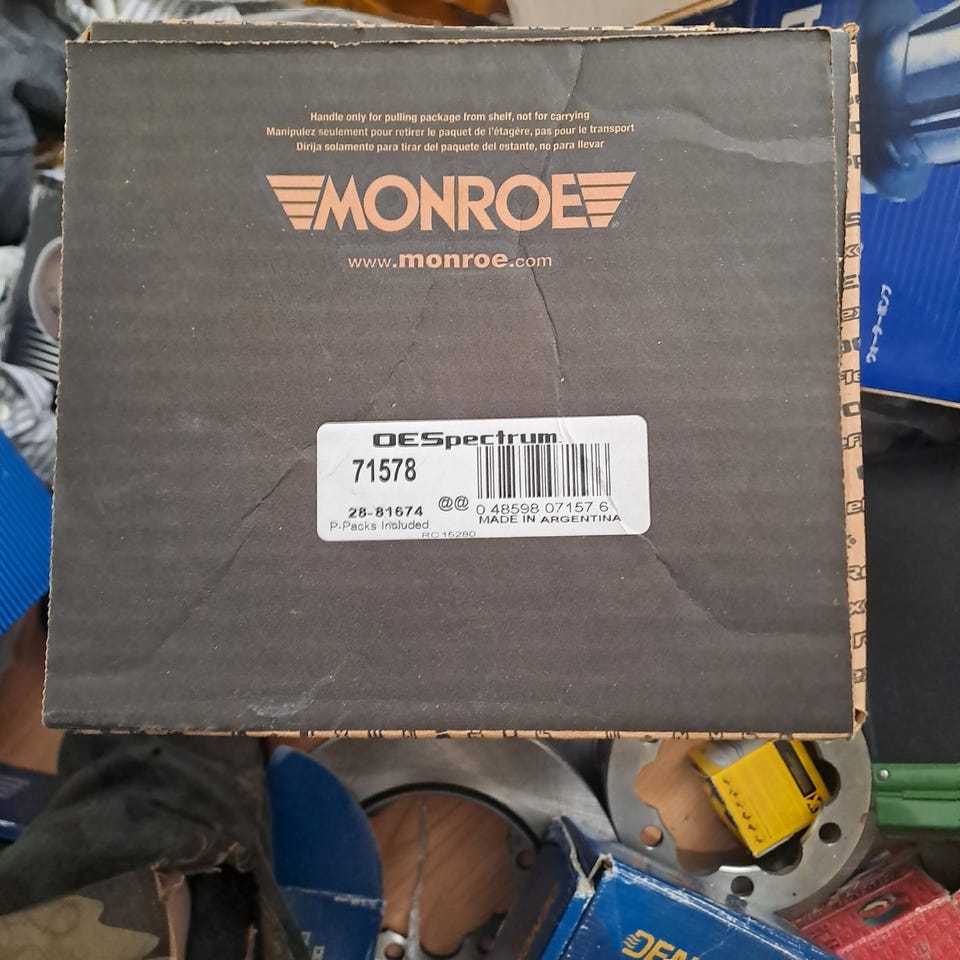 Handle only for pulling package from shelf, not for carrying
Manipulez seulement pour retirer le paquet de l'étagère, pas pour le transport
Dirija solamente para tirar del paquete del estante, no para llevar
MONROE
www.monroe.com
OESpectrum
71578
28-81674 @@ 0 48598 07157 6
P-Packs Included MADE IN ARGENTINA
RC 15280